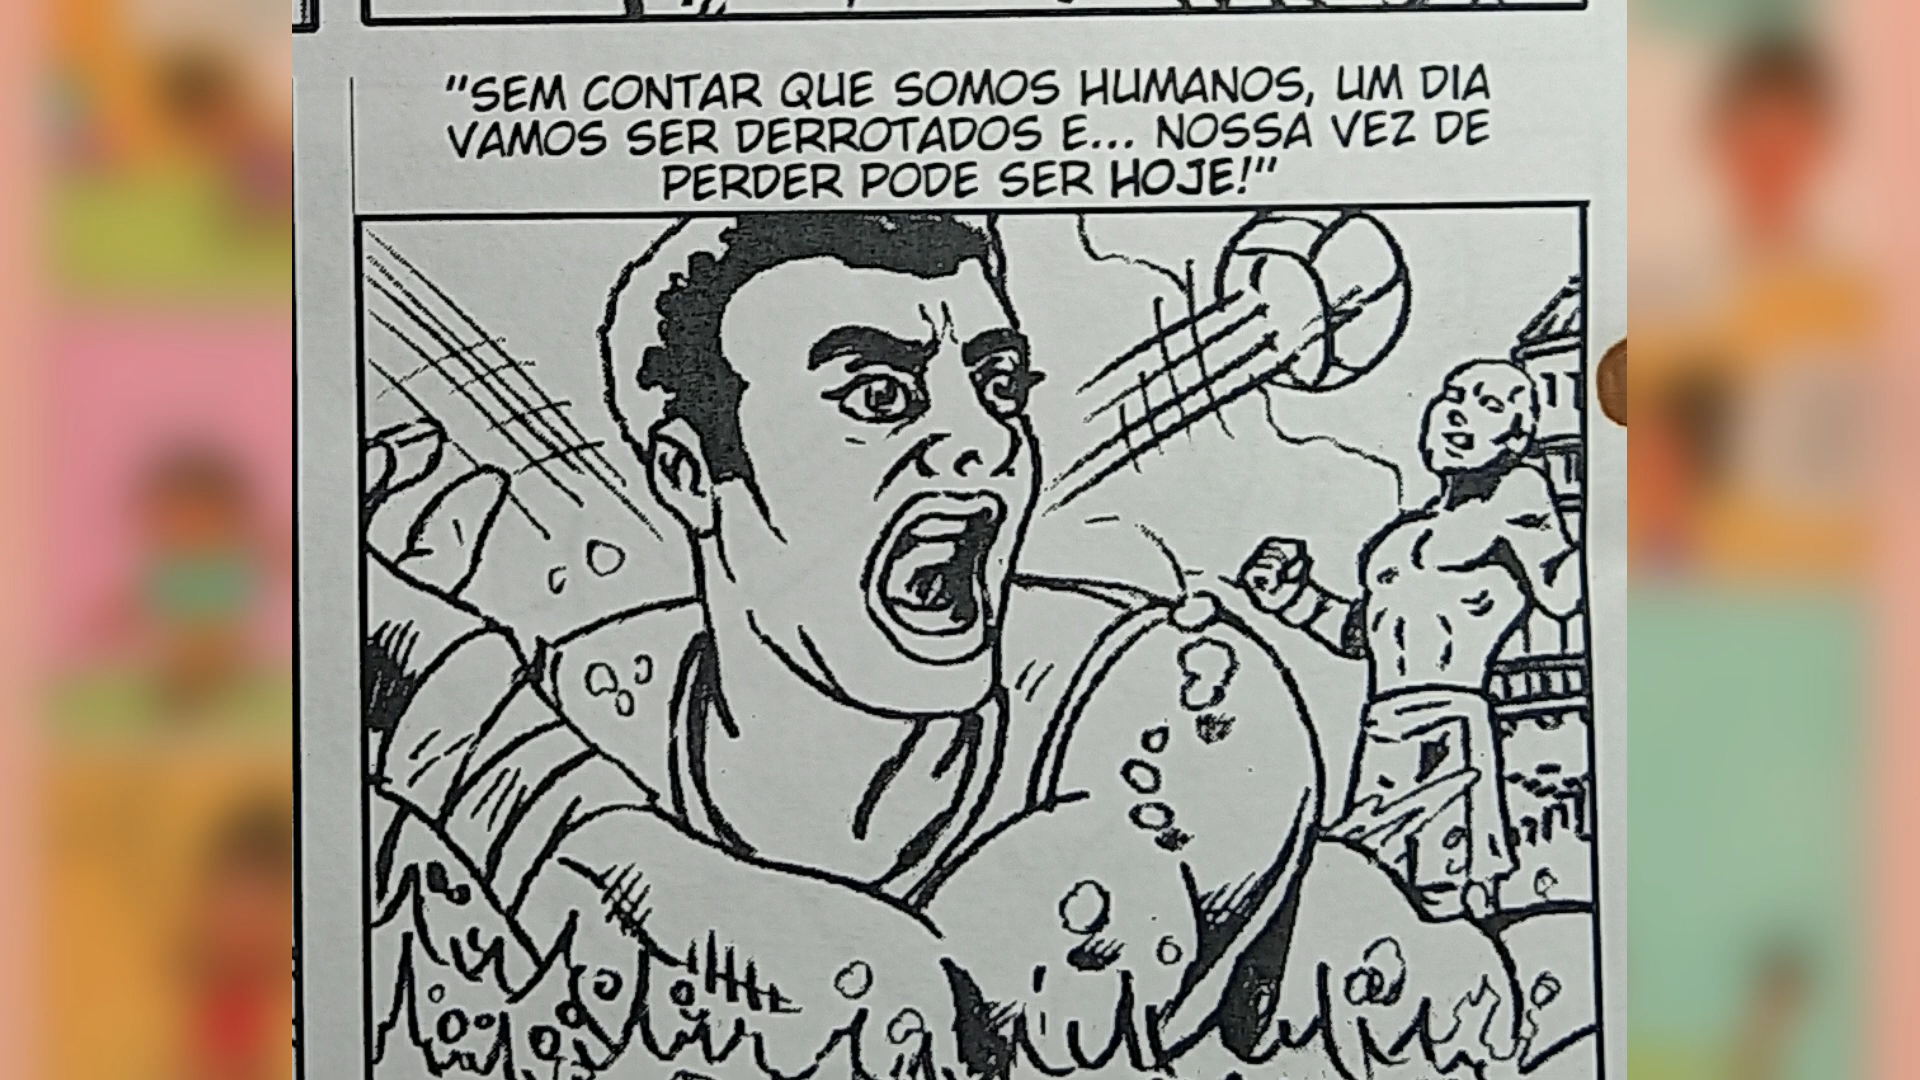 "SEM CONTAR QUE SOMOS HUMANOS, UM DIA
VAMOS SER DERROTADOS E... NOSSA VEZ DE
PERDER PODE SER HOJE!"